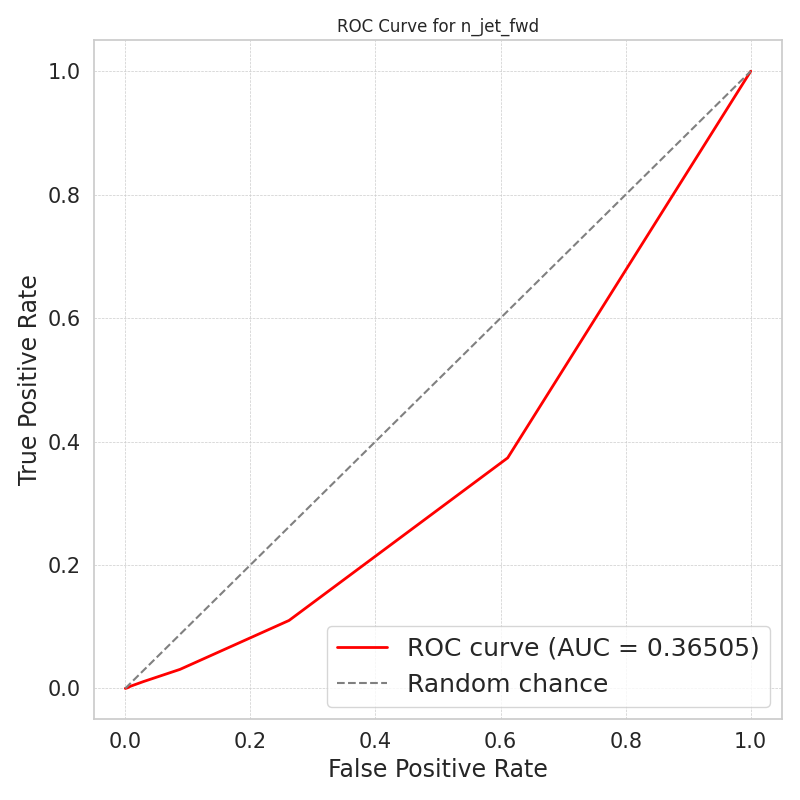 ROC Curve for n_jet_fwd
1.0
0.8
0.6
0.4
0.2
0.0
True Positive Rate
ROC curve (AUC = 0.36505)
Random chance
0.0 0.2 0.4 0.6 0.8 1.0
False Positive Rate